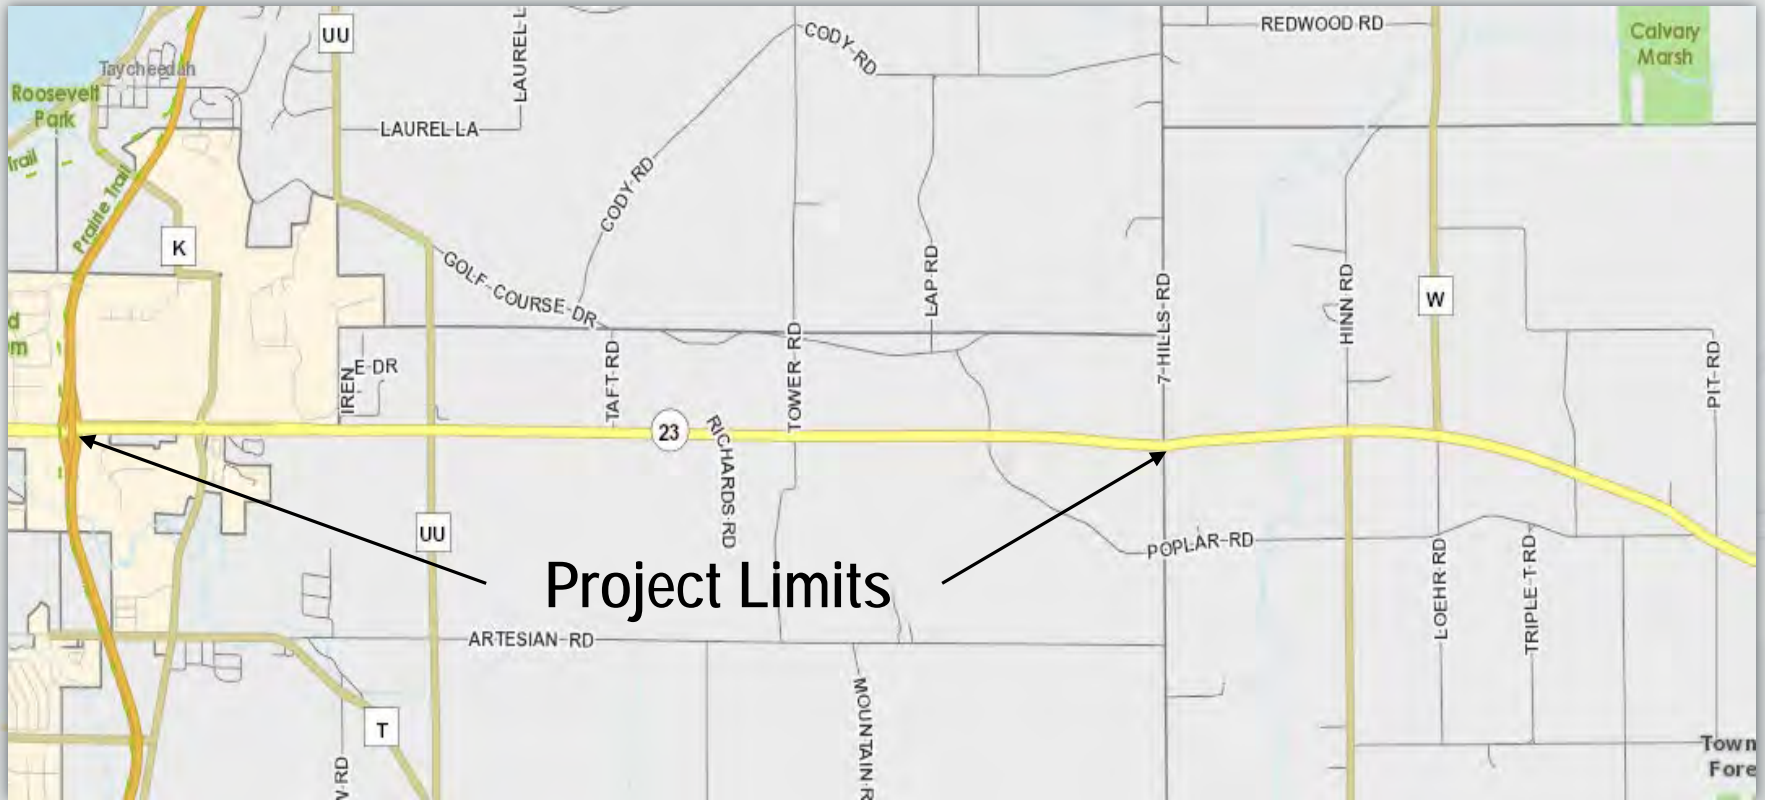 UU
LAUREL-L
CODY-RD
REDWOOD RD
Calvary
Marsh
Taycheedah
Roosevelt
Park
Trail
LAUREL-LA
CODY-RD
Prairie Trail
K
GOLF-COURSE-DR
LAP-RD
7-HILLS-RD
HINN-RD
W
d
m
IREN
E-DR
TAFT-RD
TOWER-RD
PIT-RD
23
RICHARDS-RD
UU
POPLAR-RD
LOEHR-RD
TRIPLE-T-RD
Project Limits
ARTESIAN-RD
MOUNTAIN-R
T
V-RD
Town
Fore